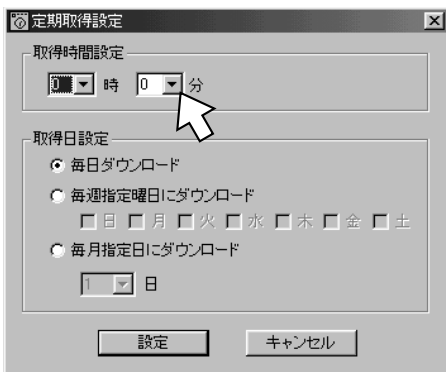 定期取得設定
取得時間設定
0 時 0 分
取得日設定
毎日ダウンロード
毎週指定曜日にダウンロード
日 月 火 水 木 金 土
毎月指定日にダウンロード
1 日
設定 キャンセル